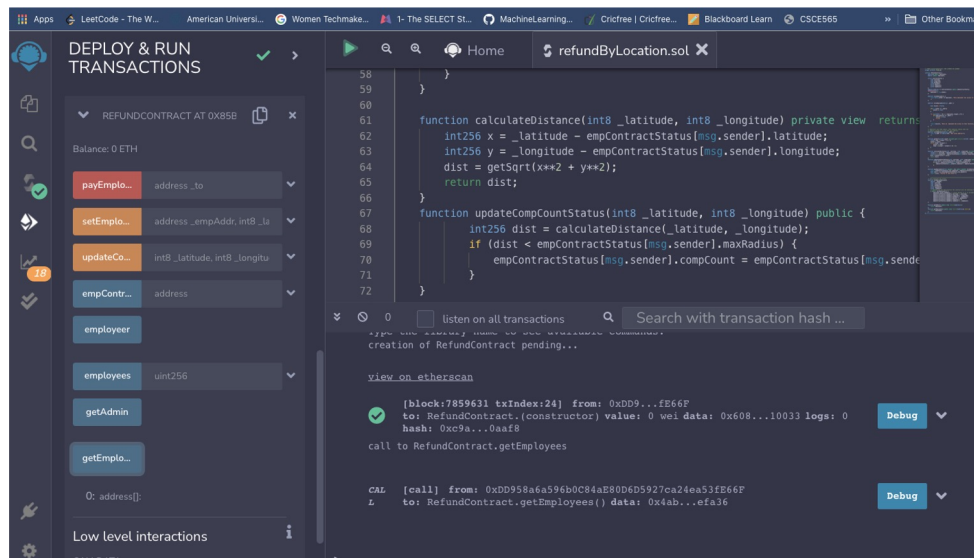 Apps
LeetCode - The W...
American Universi...
Women Techmake...
1- The SELECT St...
MachineLearning...
Cricfree | Cricfree...
Blackboard Learn
CSCE565
»
Other Bookma
DEPLOY & RUN
TRANSACTIONS
REFUNDCONTRACT AT 0X85B
Balance: 0 ETH
payEmplo...
address _to
setEmplo...
address _empAddr, int8 _la
updateCo...
int8 _latitude, int8 _longitu
18
empContr...
address
employeer
employees
uint256
getAdmin
getEmplo...
0: address[]:
Low level interactions
i
Home
refundByLocation.sol
58 }
59 }
60
61 function calculateDistance(int8 _latitude, int8 _longitude) private view returns
62 int256 x = _latitude - empContractStatus[msg.sender].latitude;
63 int256 y = _longitude - empContractStatus[msg.sender].longitude;
64 dist = getSqrt(x**2 + y**2);
65 return dist;
66 }
67 function updateCompCountStatus(int8 _latitude, int8 _longitude) public {
68 int256 dist = calculateDistance(_latitude, _longitude);
69 if (dist < empContractStatus[msg.sender].maxRadius) {
70 empContractStatus[msg.sender].compCount = empContractStatus[msg.sende
71 }
72 }
0
listen on all transactions
Search with transaction hash ...
creation of RefundContract pending...
view on etherscan
[block:7859631 txIndex:24] from: 0xDD9...fE66F
to: RefundContract.(constructor) value: 0 wei data: 0x608...10033 logs: 0
hash: 0xc9a...0aaf8
Debug
call to RefundContract.getEmployees
CAL
L
[call] from: 0xDD958a6a596b0C84aE80D6D5927ca24ea53fE66F
to: RefundContract.getEmployees() data: 0x4ab...efa36
Debug